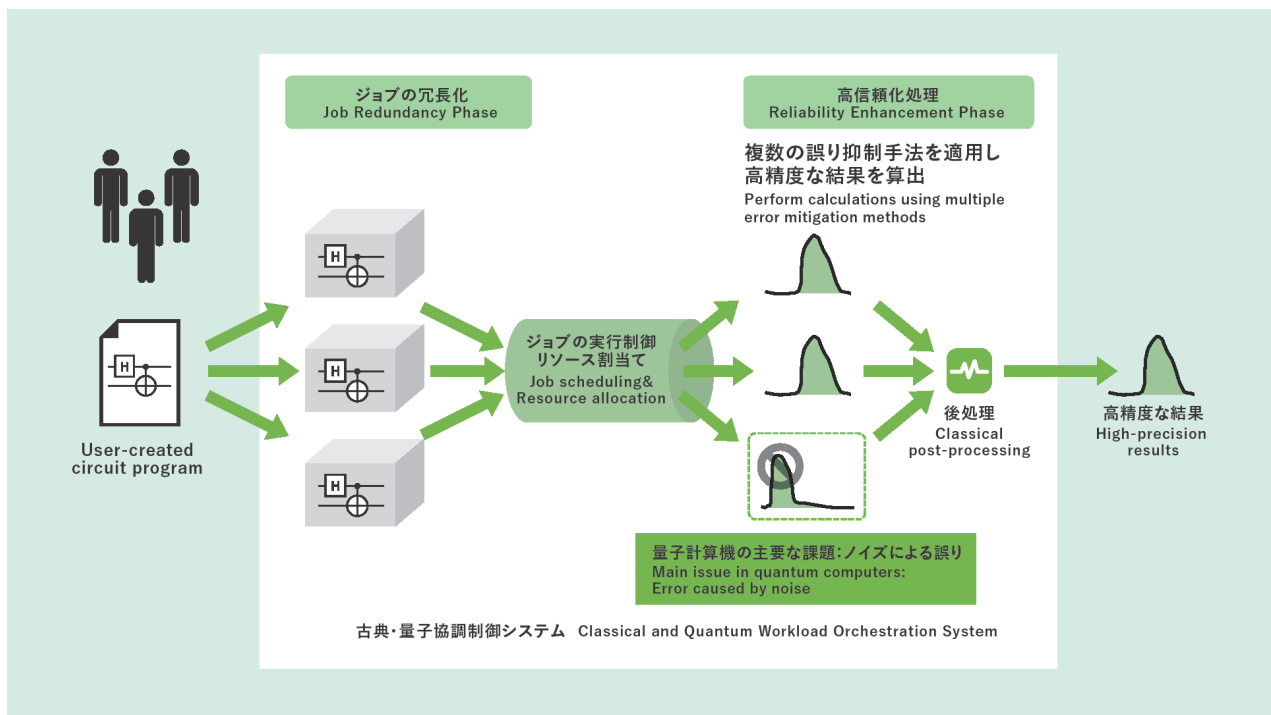 ジョブの冗長化
Job Redundancy Phase
高信頼化処理
Reliability Enhancement Phase
複数の誤り抑制手法を適用し
高精度な結果を算出
Perform calculations using multiple
error mitigation methods
H
H
H
H
User-created
circuit program
ジョブの実行制御
リソース割当て
Job scheduling&
Resource allocation
後処理
Classical
post-processing
高精度な結果
High-precision
results
量子計算機の主要な課題：ノイズによる誤り
Main issue in quantum computers:
Error caused by noise
古典・量子協調制御システム Classical and Quantum Workload Orchestration System